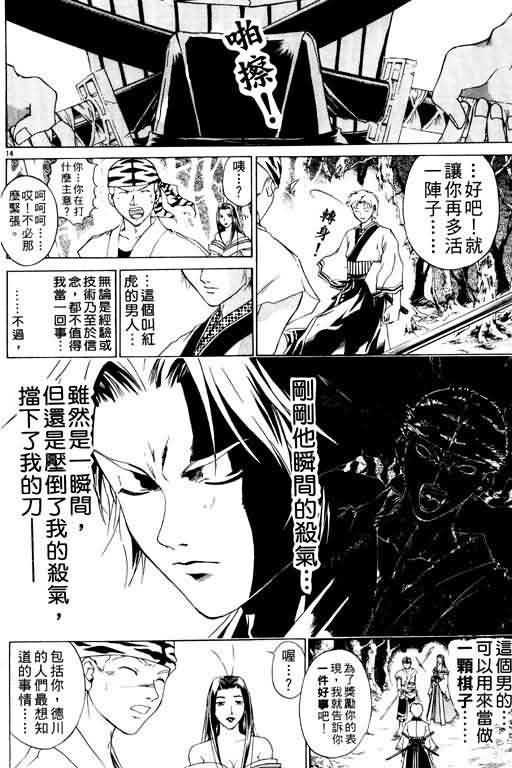 啪擦!!
14
…好吧!就
讓你再多活
一陣子…
轉身!
咦…?
你…你在打
什麼主意?
呵呵呵…
哎!不必那
麼緊張。
…這個叫紅
虎的男人…
無論是經驗或
技術乃至於信
念,都不值得
我當一回事…
…不過,
剛剛他瞬間的殺氣…
雖然是一瞬間,
但還是壓倒了我的殺氣,
擋下了我的刀——
這個男的…
可以用來當做
一顆棋子…
為了獎勵你的表
現,我就告訴你
一件好事吧!
喔…?
包括你,德川
的人們最想知
道的事情……